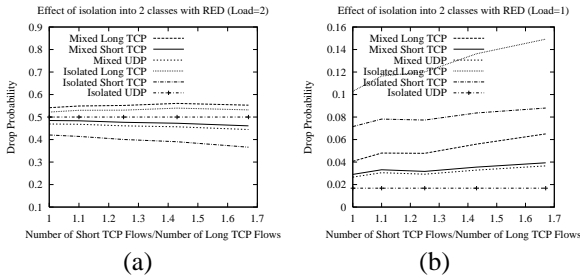 Effect of isolation into 2 classes with RED (Load=2)
0.9
0.8
0.7
0.6
0.5
0.4
0.3
0.2
0.1
Drop Probability
Mixed Long TCP
Mixed Short TCP
Mixed UDP
Isolated Long TCP
Isolated Short TCP
Isolated UDP
1 1.1 1.2 1.3 1.4 1.5 1.6 1.7
Number of Short TCP Flows/Number of Long TCP Flows
(a)
Effect of isolation into 2 classes with RED (Load=1)
0.16
0.14
0.12
0.1
0.08
0.06
0.04
0.02
0
Drop Probability
Mixed Long TCP
Mixed Short TCP
Mixed UDP
Isolated Long TCP
Isolated Short TCP
Isolated UDP
1 1.1 1.2 1.3 1.4 1.5 1.6 1.7
Number of Short TCP Flows/Number of Long TCP Flows
(b)